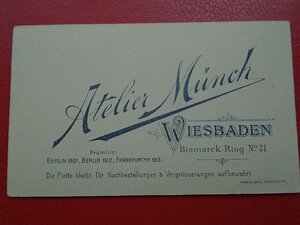 Atelier Münch
WIESBADEN
Bismarck-Ring No 21
Prämiirt:
BERLIN 1907, BERLIN 1912, FRANKFURT A/M. 1913.
Die Platte bleibt für Nachbestellungen & Vergrösserungen aufbewahrt.